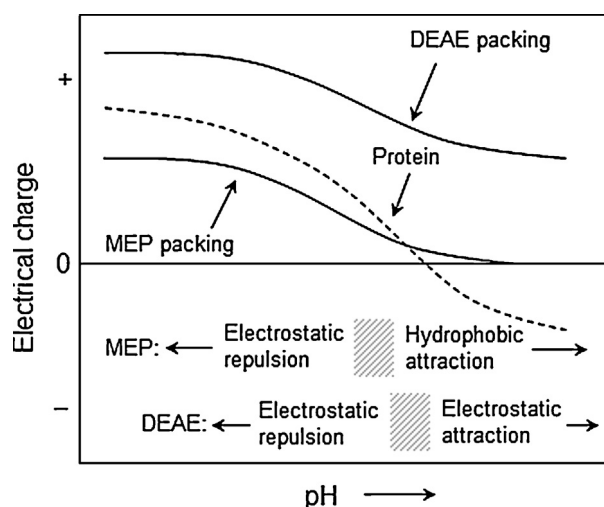 DEAE packing
+
Protein
MEP packing
0
Electrical charge
MEP: Electrostatic repulsion Hydrophobic attraction
–
DEAE: Electrostatic repulsion Electrostatic attraction
pH